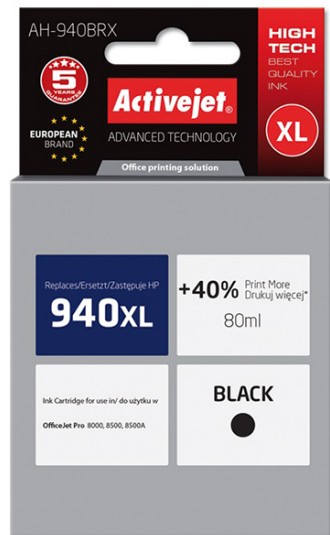 AH-940BRX
HIGH
TECH
BEST
QUALITY
INK
5
YEARS
GUARANTEE
Activejet®
EUROPEAN
BRAND
ADVANCED TECHNOLOGY
XL
Office printing solution
Replaces/Ersetzt/Zastępuje HP
940XL
+40% Print More
Drukuj więcej*
80ml
Ink Cartridge for use in/ do użytku w
OfficeJet Pro 8000, 8500, 8500A
BLACK